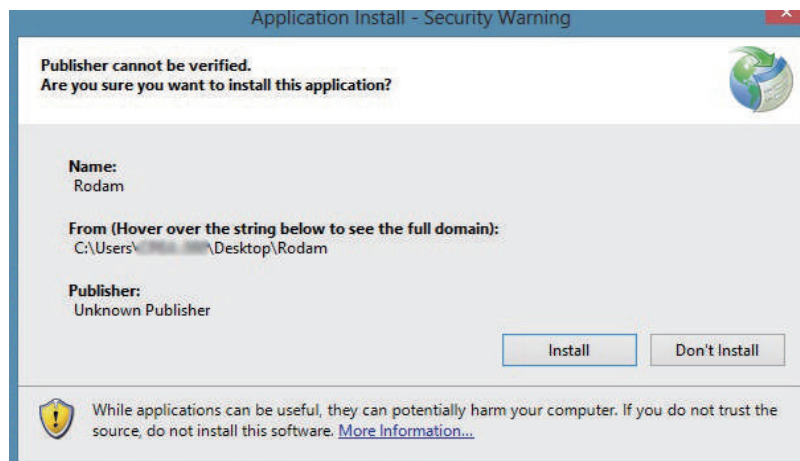 Application Install - Security Warning
Publisher cannot be verified.
Are you sure you want to install this application?
Name:
Rodam
From (Hover over the string below to see the full domain):
C:\Users\ \Desktop\Rodam
Publisher:
Unknown Publisher
Install
Don't Install
While applications can be useful, they can potentially harm your computer. If you do not trust the
source, do not install this software. More Information...